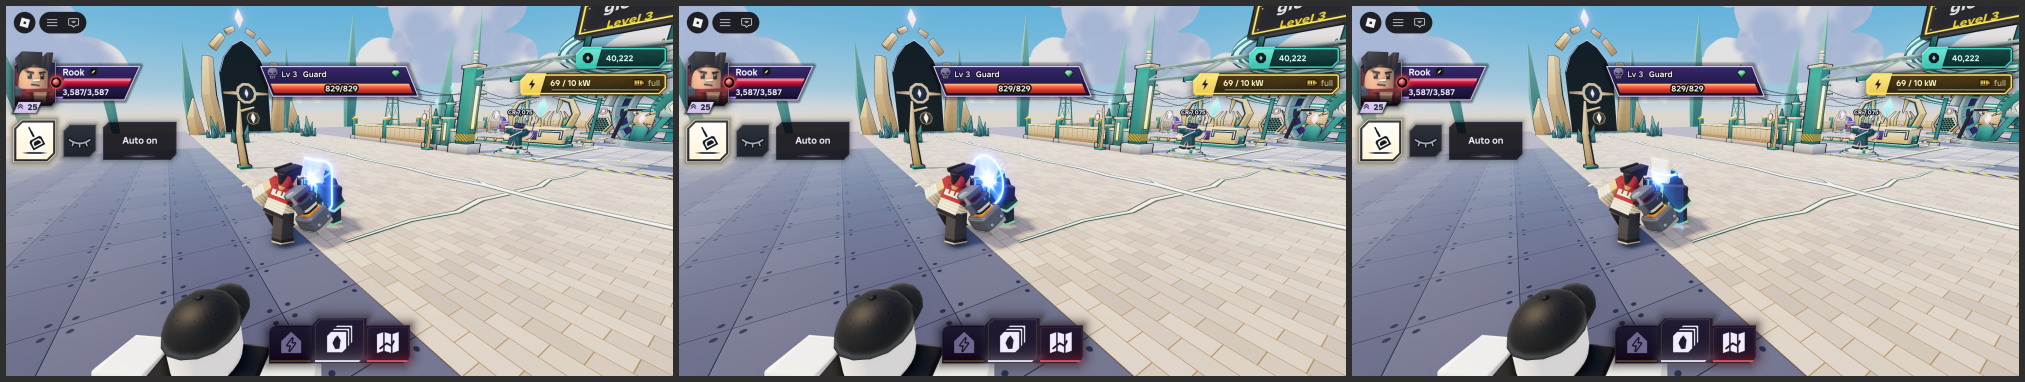 glo
Level 3
40,222
Rook
Lv 3 Guard
829/829
69 / 10 kW
full
3,587/3,587
25
Auto on
glo
Level 3
40,222
Rook
Lv 3 Guard
829/829
69 / 10 kW
full
3,587/3,587
25
Auto on
glo
Level 3
40,222
Rook
Lv 3 Guard
829/829
69 / 10 kW
full
3,587/3,587
25
Auto on